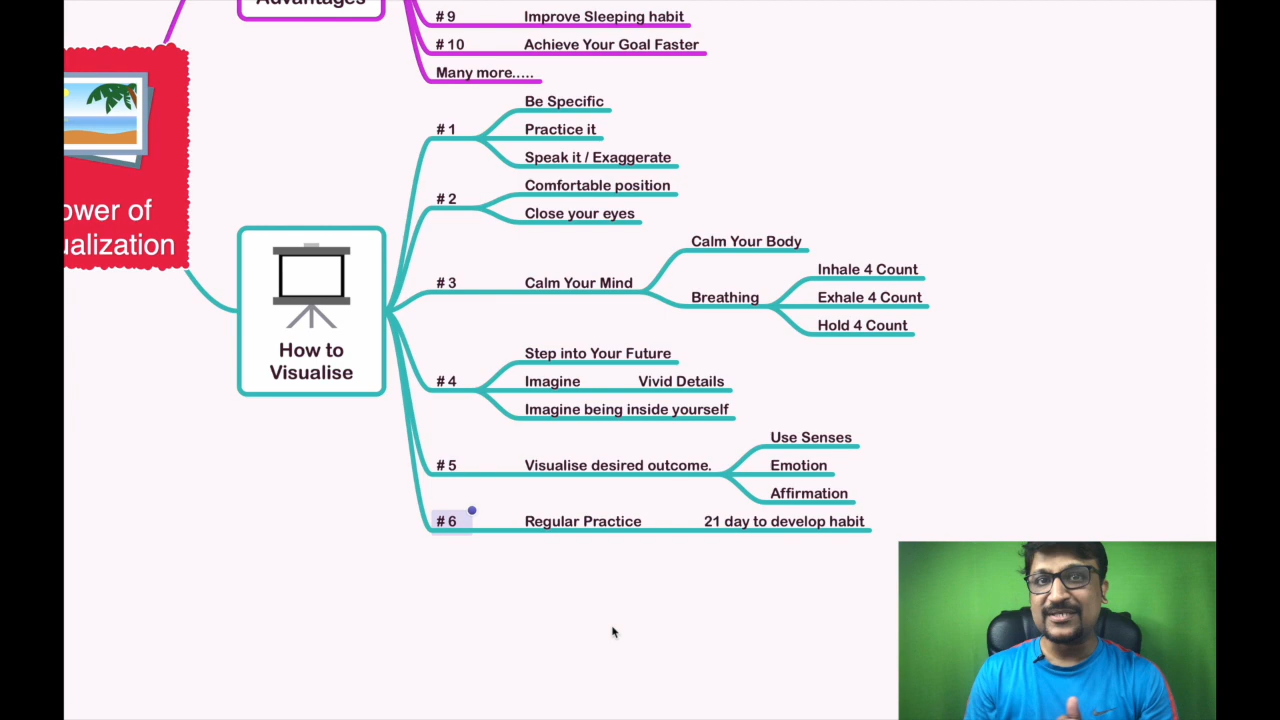 Advantages
# 9 Improve Sleeping habit
# 10 Achieve Your Goal Faster
Many more.....
ower of
ualization
How to
Visualise
# 1
Be Specific
Practice it
Speak it / Exaggerate
# 2
Comfortable position
Close your eyes
# 3 Calm Your Mind
Calm Your Body
Breathing
Inhale 4 Count
Exhale 4 Count
Hold 4 Count
# 4
Step into Your Future
Imagine Vivid Details
Imagine being inside yourself
# 5 Visualise desired outcome.
Use Senses
Emotion
Affirmation
# 6 Regular Practice 21 day to develop habit